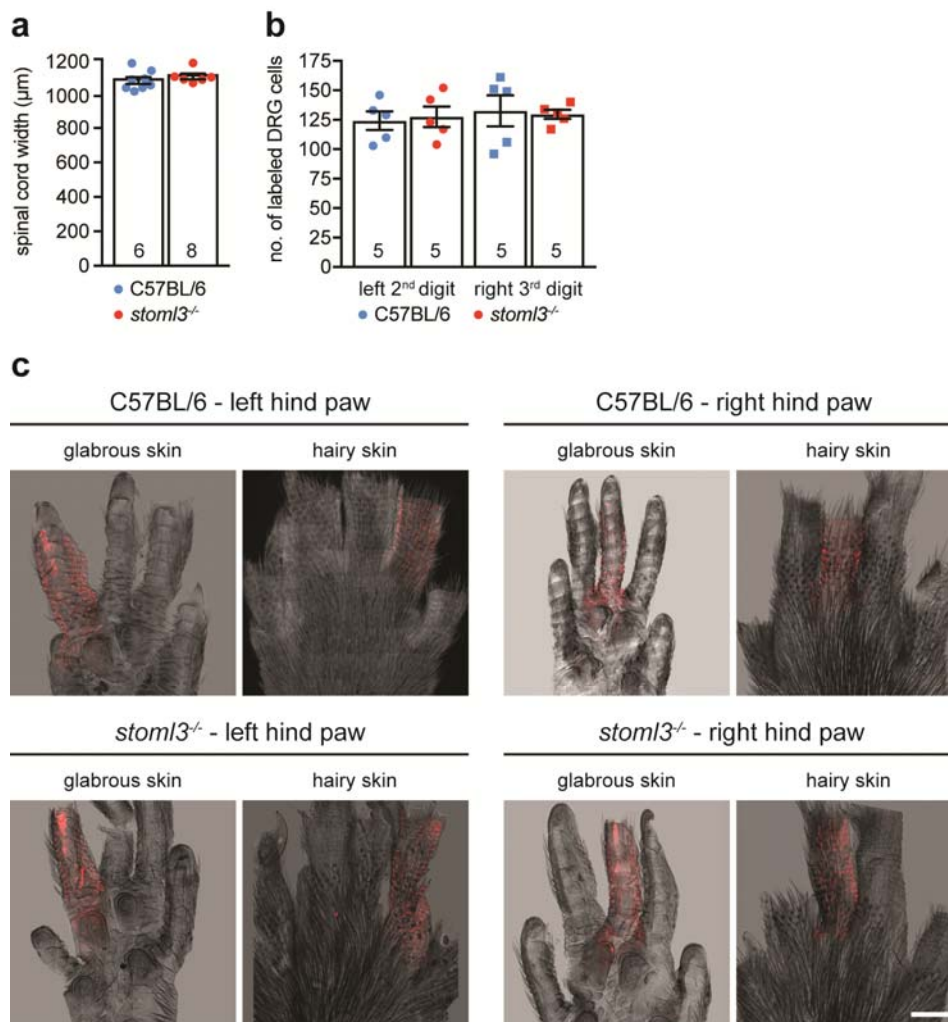 a
spinal cord width (µm)
1200
1000
800
600
400
200
0
6
8
C57BL/6
stoml3-/-
b
no. of labeled DRG cells
175
150
125
100
75
50
25
0
5
5
5
5
left 2nd digit
right 3rd digit
C57BL/6
stoml3-/-
c
C57BL/6 - left hind paw
glabrous skin
hairy skin
C57BL/6 - right hind paw
glabrous skin
hairy skin
stoml3-/- - left hind paw
glabrous skin
hairy skin
stoml3-/- - right hind paw
glabrous skin
hairy skin